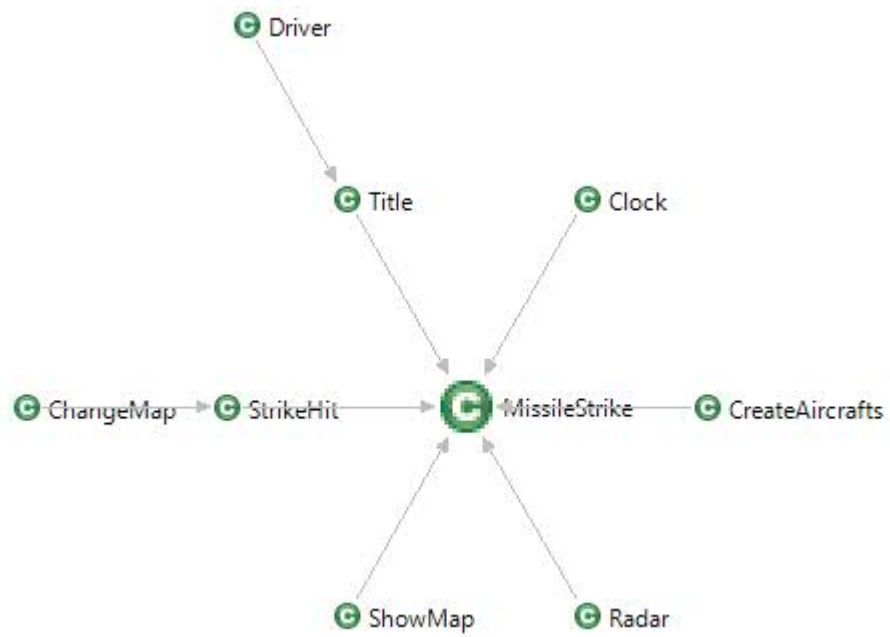 C Driver
C Title
C Clock
C ChangeMap
C StrikeHit
C MissileStrike
C CreateAircrafts
C ShowMap
C Radar